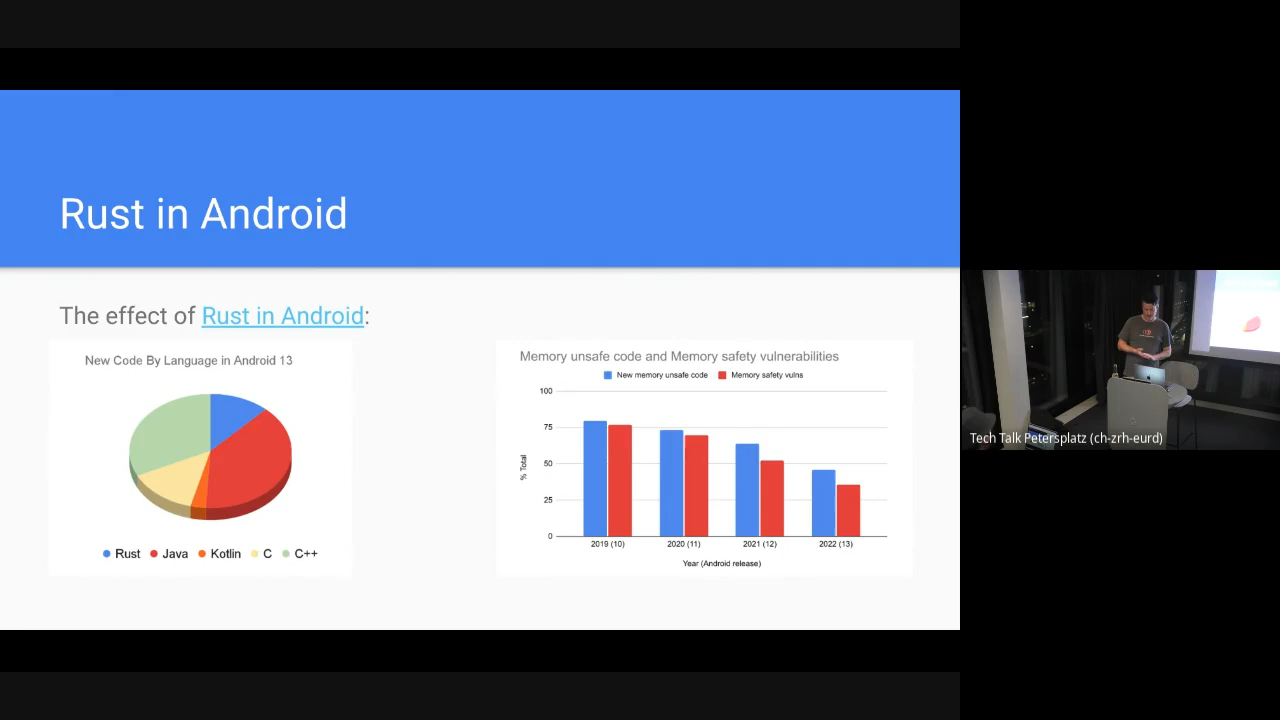 Rust in Android
The effect of Rust in Android:
New Code By Language in Android 13
Rust Java Kotlin C C++
Memory unsafe code and Memory safety vulnerabilities
New memory unsafe code Memory safety vulns
100
75
50
25
0
% Total
2019 (10) 2020 (11) 2021 (12) 2022 (13)
Year (Android release)
Tech Talk Petersplatz (ch-zrh-eurd)